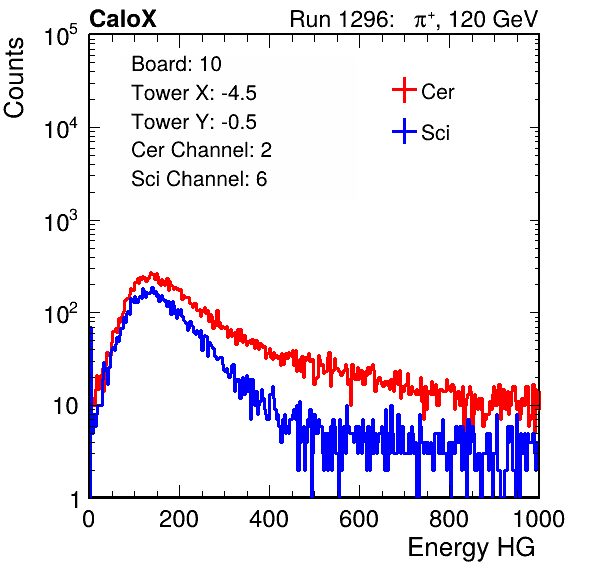 CaloX Run 1296: π⁺, 120 GeV
Counts
10⁵
10⁴
10³
10²
10
1
Board: 10
Tower X: -4.5
Tower Y: -0.5
Cer Channel: 2
Sci Channel: 6
Cer
Sci
0 200 400 600 800 1000
Energy HG